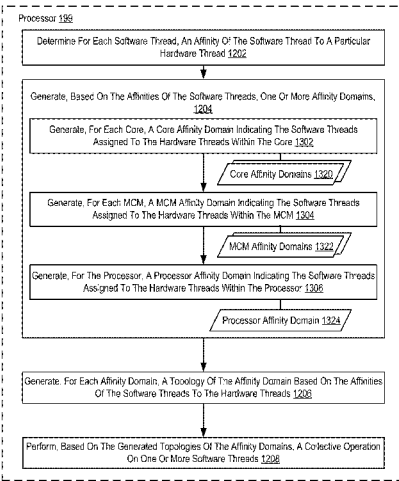 Processor 199
Determine For Each Software Thread, An Affinity Of The Software Thread To A Particular
Hardware Thread 1202
Generate, Based On The Affinities Of The Software Threads, One Or More Affinity Domains,
1204
Generate, For Each Core, A Core Affinity Domain Indicating The Software Threads
Assigned To The Hardware Threads Within The Core 1302
Core Affinity Domains 1320
Generate, For Each MCM, A MCM Affinity Domain Indicating The Software Threads
Assigned To The Hardware Threads Within The MCM 1304
MCM Affinity Domains 1322
Generate, For The Processor, A Processor Affinity Domain Indicating The Software Threads
Assigned To The Hardware Threads Within The Processor 1306
Processor Affinity Domain 1324
Generate, For Each Affinity Domain, A Topology Of The Affinity Domain Based On The Affinities
Of The Software Threads To The Hardware Threads 1206
Perform, Based On The Generated Topologies Of The Affinity Domains, A Collective Operation
On One Or More Software Threads 1208